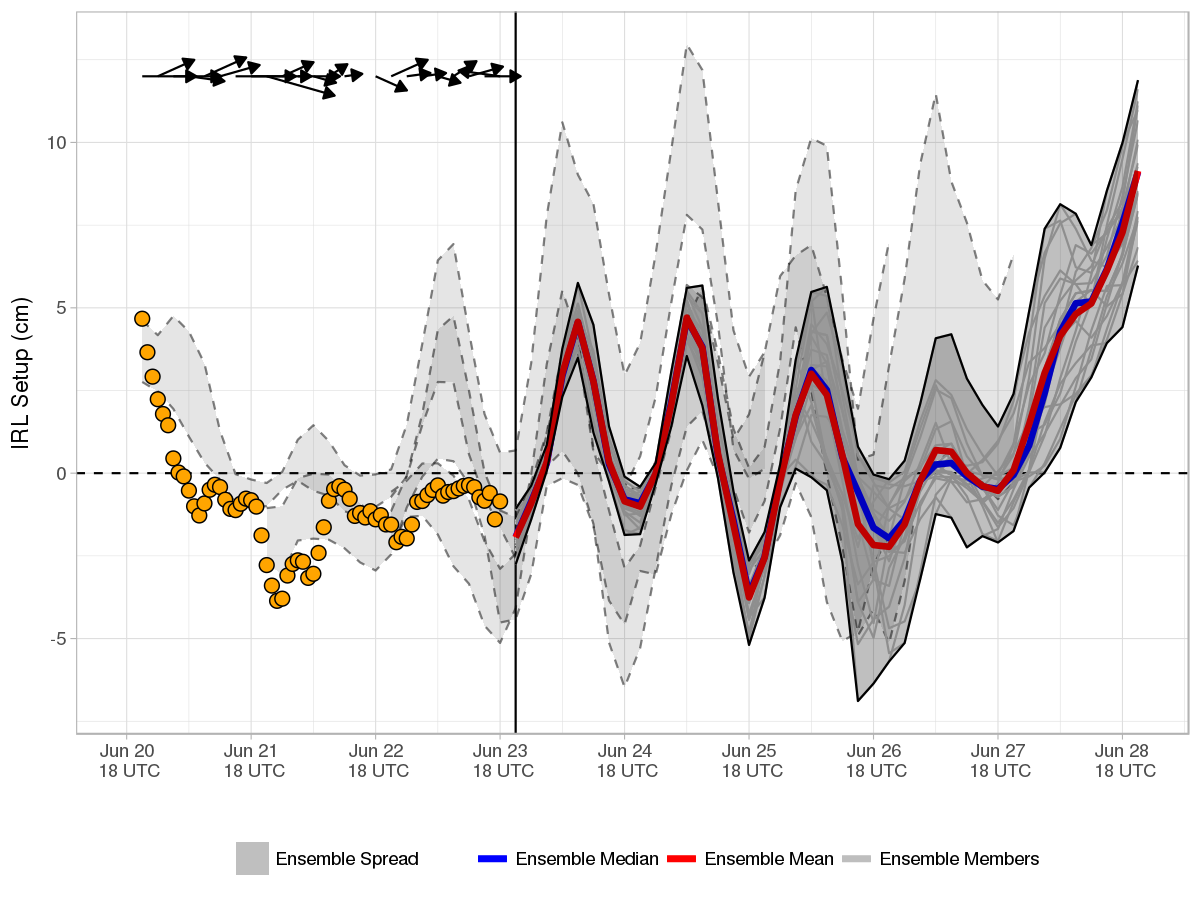 IRL Setup (cm)
10
5
0
-5
Jun 20 Jun 21 Jun 22 Jun 23 Jun 24 Jun 25 Jun 26 Jun 27 Jun 28
18 UTC 18 UTC 18 UTC 18 UTC 18 UTC 18 UTC 18 UTC 18 UTC 18 UTC
Ensemble Spread Ensemble Median Ensemble Mean Ensemble Members